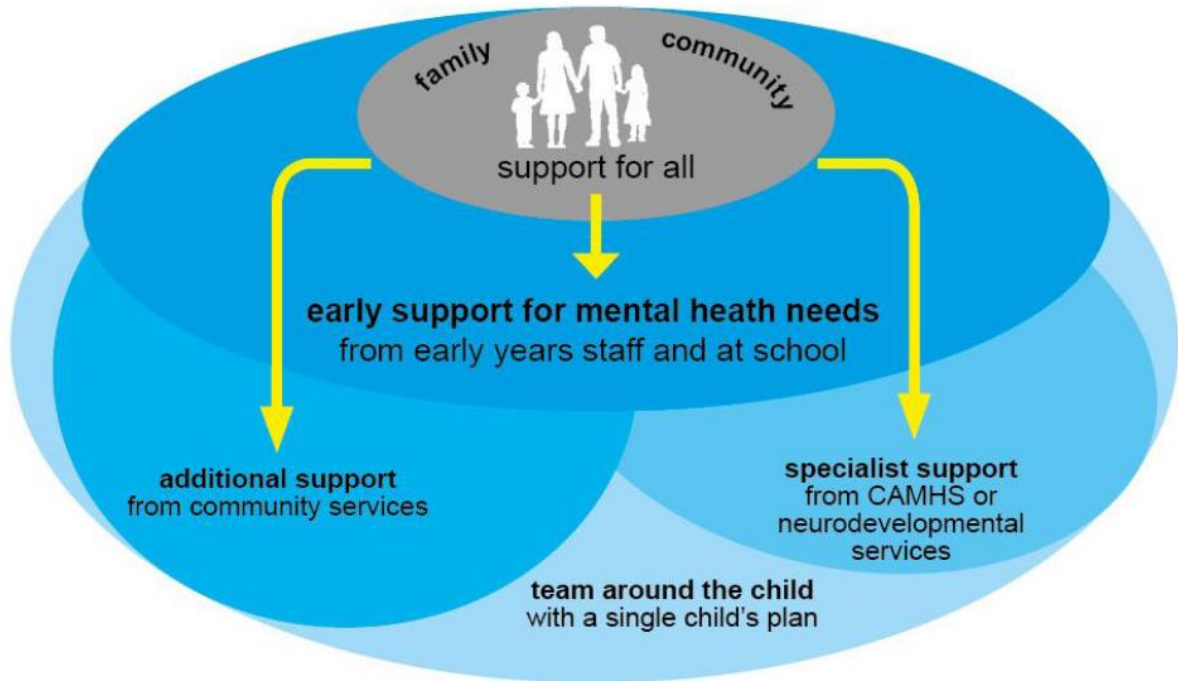 family
community
support for all
early support for mental heath needs
from early years staff and at school
additional support
from community services
specialist support
from CAMHS or
neurodevelopmental
services
team around the child
with a single child's plan